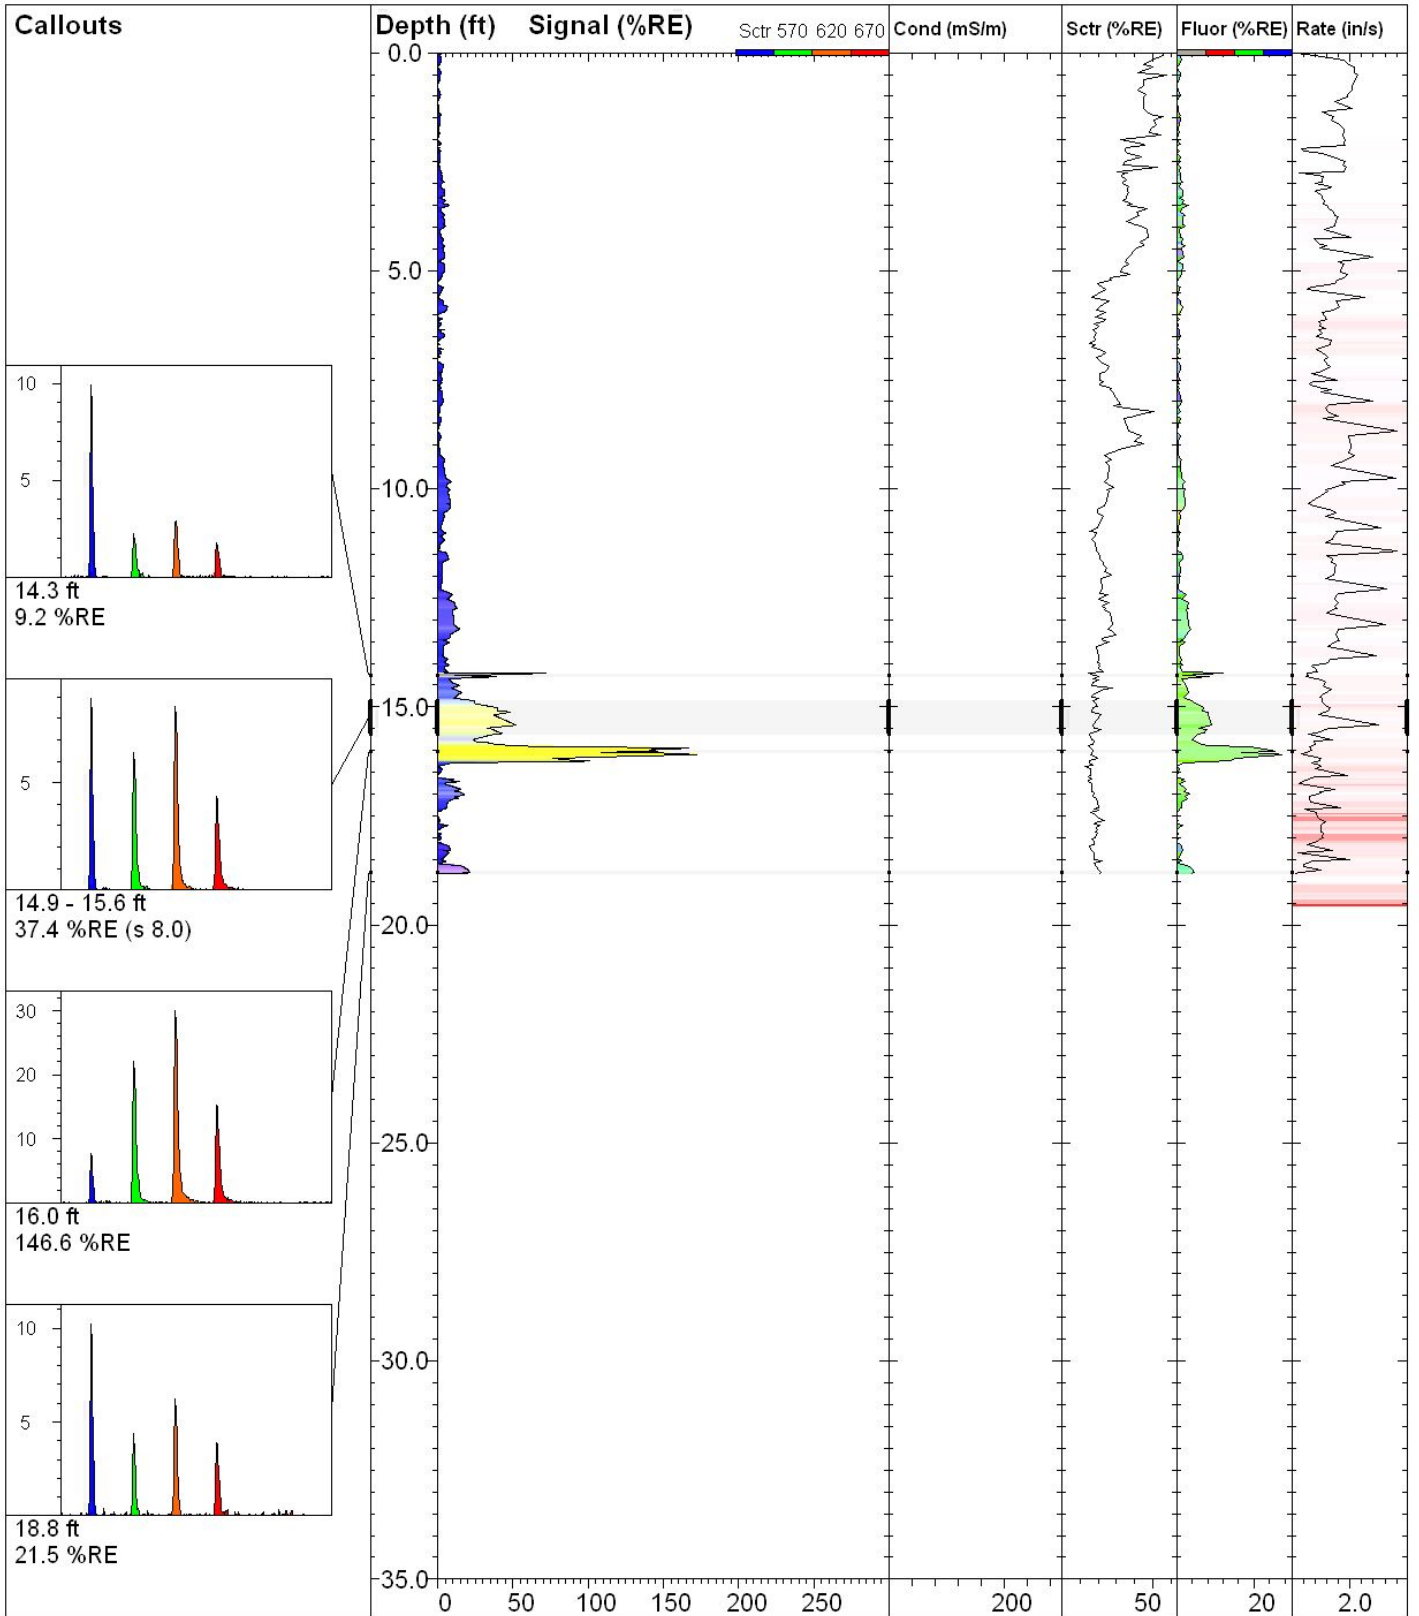 Callouts
Depth (ft) Signal (%RE) Sctr 570 620 670 Cond (mS/m) Sctr (%RE) Fluor (%RE) Rate (in/s)
0.0
5.0
10.0
15.0
20.0
25.0
30.0
35.0
10
5
14.3 ft
9.2 %RE
5
14.9 - 15.6 ft
37.4 %RE (s 8.0)
30
20
10
16.0 ft
146.6 %RE
10
5
18.8 ft
21.5 %RE
0 50 100 150 200 250 200 50 20 2.0